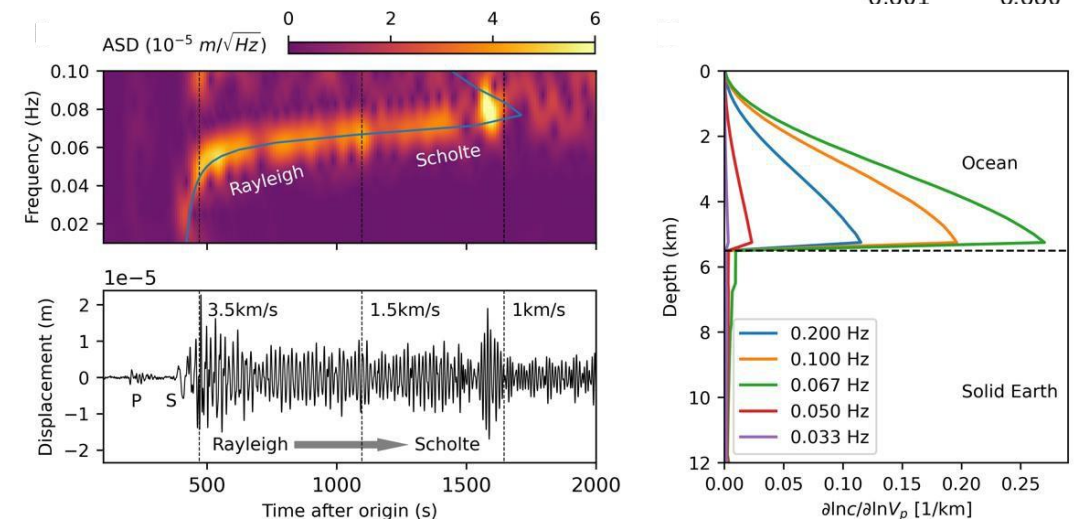 0 2 4 6
ASD (10⁻⁵ m/√Hz)
0.10
0.08
0.06
0.04
0.02
Frequency (Hz)
Rayleigh
Scholte
1e−5
2
1
0
−1
−2
Displacement (m)
3.5km/s
1.5km/s
1km/s
P S
Rayleigh
Scholte
500 1000 1500 2000
Time after origin (s)
0
2
4
6
8
10
12
Depth (km)
Ocean
0.200 Hz
0.100 Hz
0.067 Hz
0.050 Hz
0.033 Hz
Solid Earth
0.00 0.05 0.10 0.15 0.20 0.25
∂lnc/∂lnVₚ [1/km]